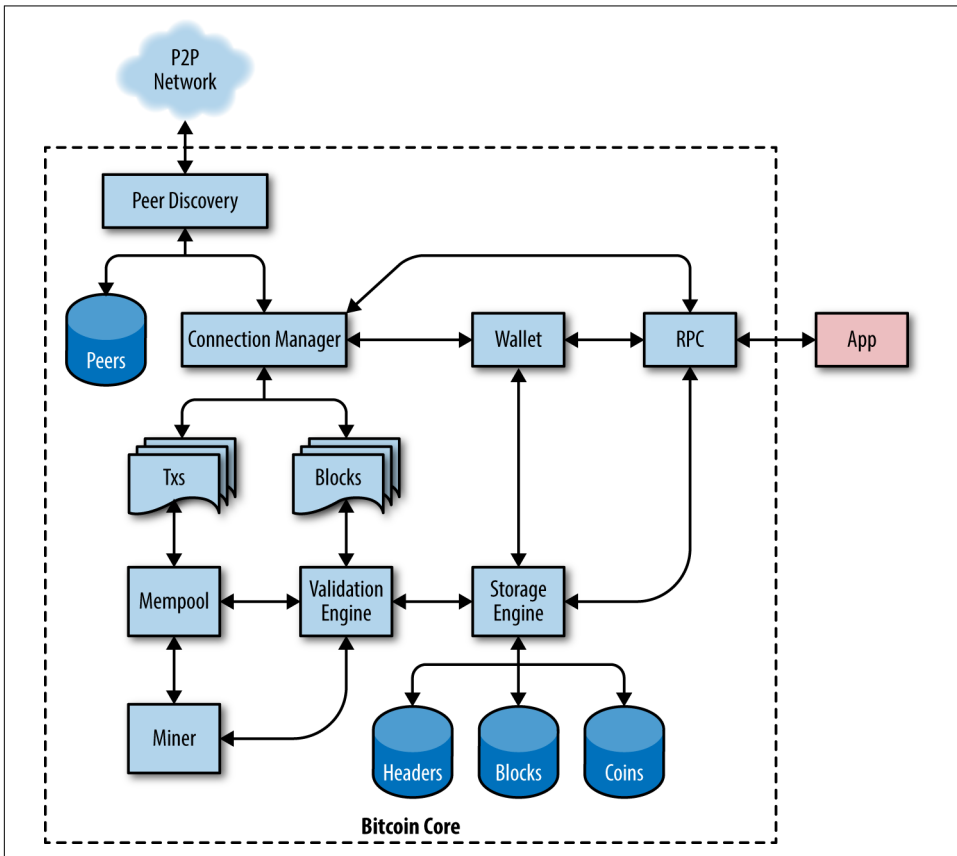 P2P
Network
Peer Discovery
Peers
Connection Manager
Wallet
RPC
App
Txs
Blocks
Mempool
Validation
Engine
Storage
Engine
Miner
Headers
Blocks
Coins
Bitcoin Core